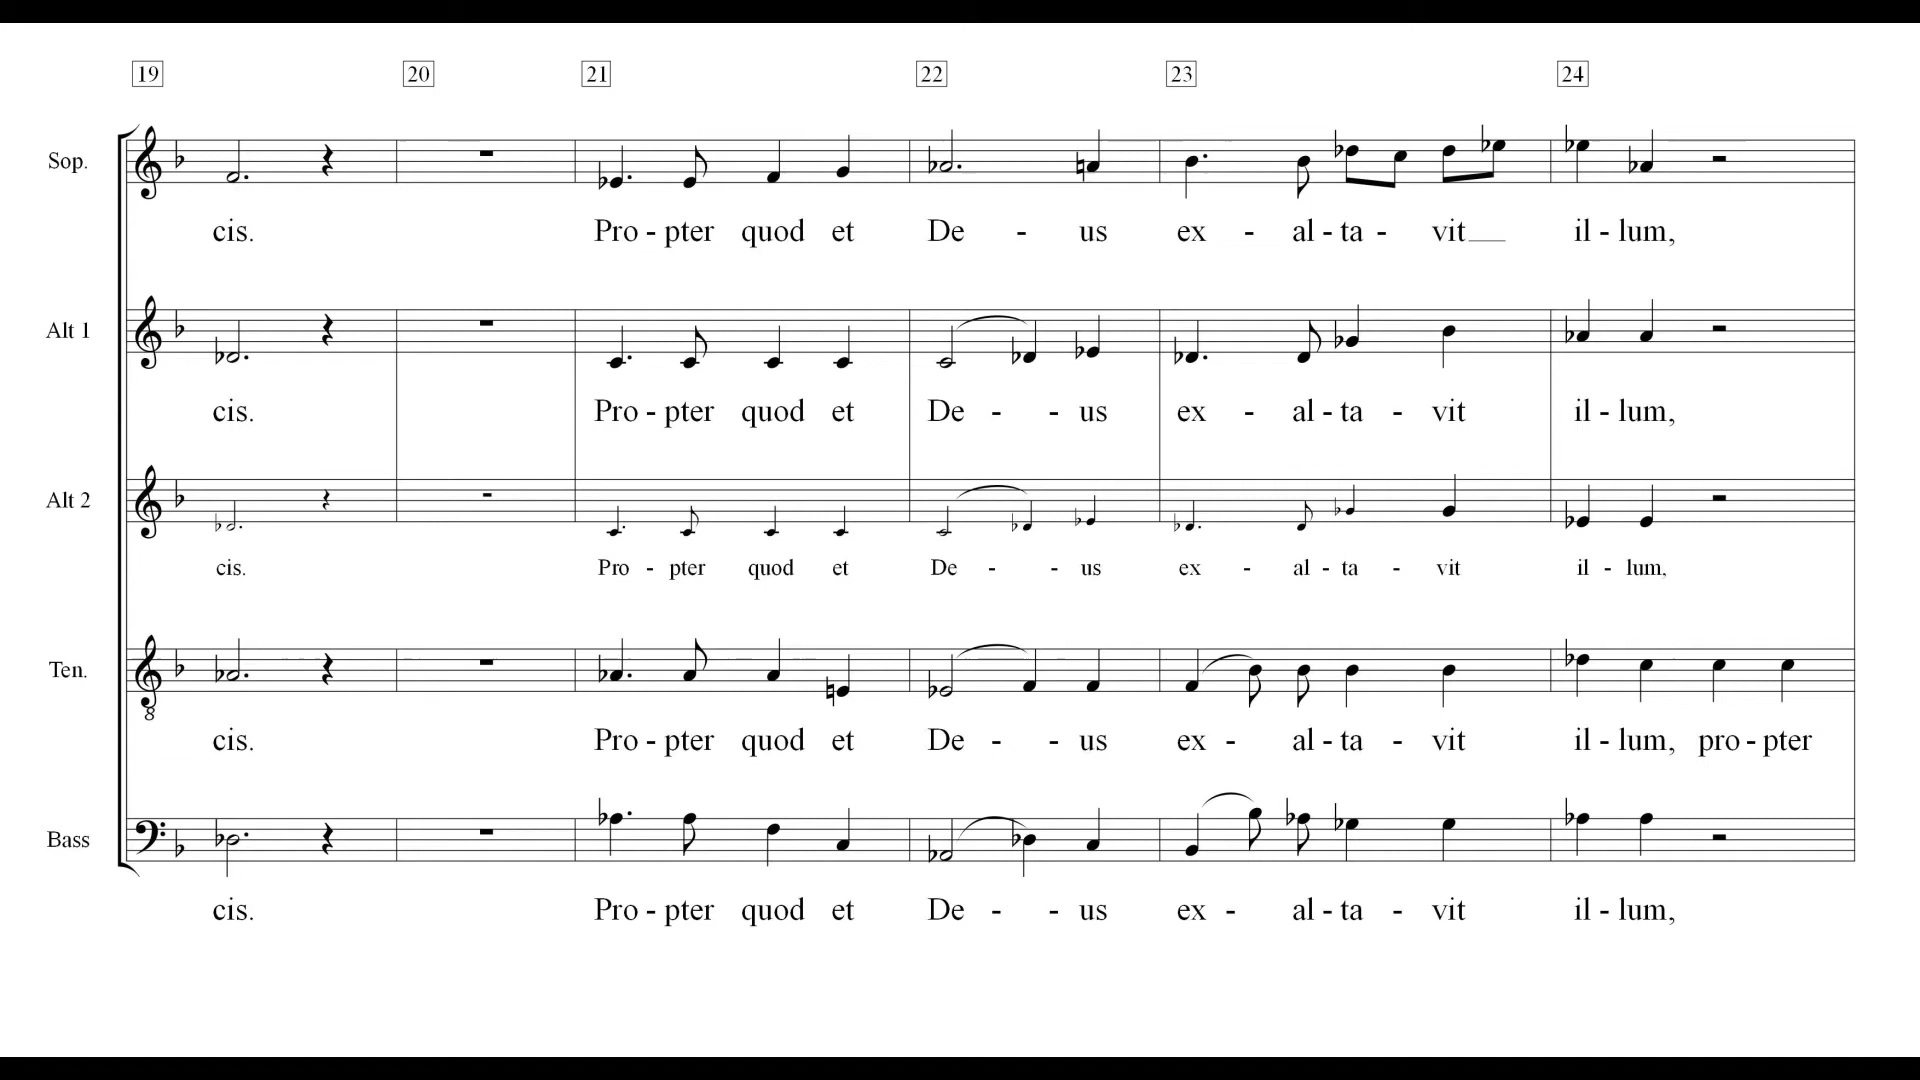 19 20 21 22 23 24
Sop.
cis. Pro - pter quod et De - us ex - al - ta - vit il - lum,
Alt 1
cis. Pro - pter quod et De - - us ex - al - ta - vit il - lum,
Alt 2
cis. Pro - pter quod et De - - us ex - al - ta - vit il - lum,
Ten.
8
cis. Pro - pter quod et De - - us ex - al - ta - vit il - lum, pro - pter
Bass
cis. Pro - pter quod et De - - us ex - al - ta - vit il - lum,